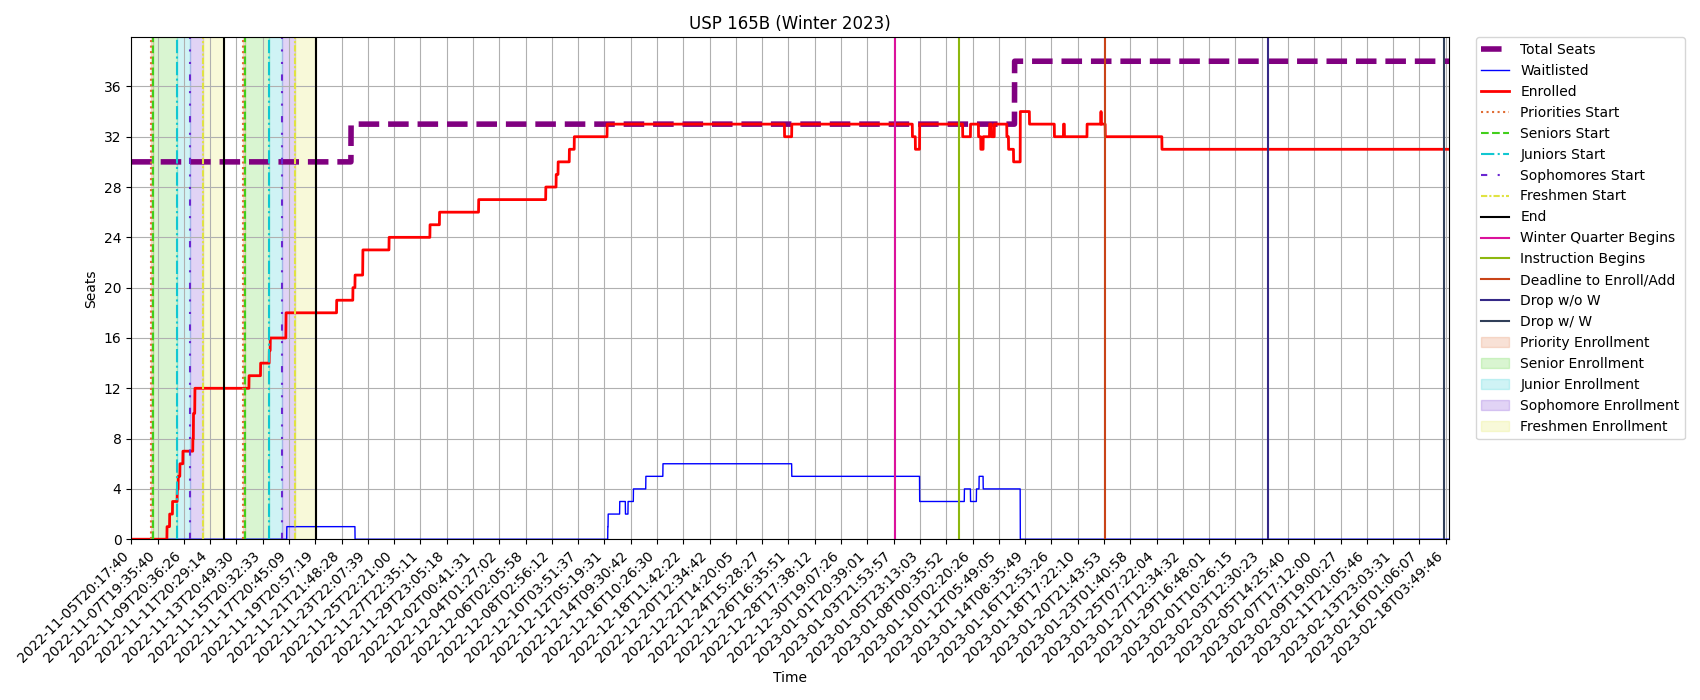 USP 165B (Winter 2023)
Total Seats
Waitlisted
Enrolled
Priorities Start
Seniors Start
Juniors Start
Sophomores Start
Freshmen Start
End
Winter Quarter Begins
Instruction Begins
Deadline to Enroll/Add
Drop w/o W
Drop w/ W
Priority Enrollment
Senior Enrollment
Junior Enrollment
Sophomore Enrollment
Freshmen Enrollment
Seats
36
32
28
24
20
16
12
8
4
0
2022-11-05T20:17:40
2022-11-07T19:35:40
2022-11-09T20:36:26
2022-11-11T20:29:14
2022-11-13T20:49:30
2022-11-15T20:32:33
2022-11-17T20:45:09
2022-11-19T20:57:19
2022-11-21T21:48:28
2022-11-23T22:07:39
2022-11-25T22:21:00
2022-11-27T22:35:11
2022-11-29T23:05:18
2022-12-02T00:41:31
2022-12-04T01:27:02
2022-12-06T02:05:58
2022-12-08T02:56:12
2022-12-10T03:51:37
2022-12-12T05:19:31
2022-12-14T09:30:42
2022-12-16T10:26:30
2022-12-18T11:42:22
2022-12-20T12:34:42
2022-12-22T14:20:05
2022-12-24T15:28:27
2022-12-26T16:35:51
2022-12-28T17:38:12
2022-12-30T19:07:26
2023-01-01T20:39:01
2023-01-03T21:53:57
2023-01-05T23:13:03
2023-01-08T00:35:52
2023-01-10T02:20:26
2023-01-12T05:49:05
2023-01-14T08:35:49
2023-01-16T12:53:26
2023-01-18T17:22:10
2023-01-20T21:43:53
2023-01-23T01:40:58
2023-01-25T07:22:04
2023-01-27T12:34:32
2023-01-29T16:48:01
2023-02-01T10:26:15
2023-02-03T12:30:23
2023-02-05T14:25:40
2023-02-07T17:12:00
2023-02-09T19:00:27
2023-02-11T21:05:46
2023-02-13T23:03:31
2023-02-16T01:06:07
2023-02-18T03:49:46
Time